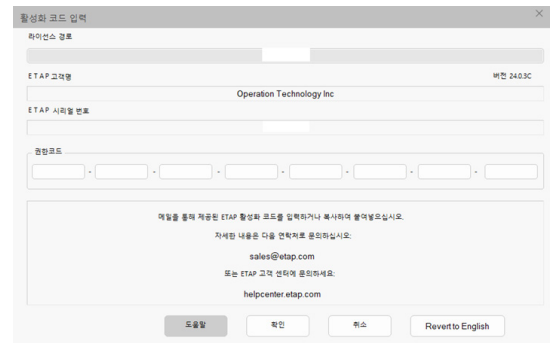 활성화 코드 입력
라이선스 경로
ETAP고객명 버전 24.0.3C
Operation Technology Inc
ETAP 시리얼 번호
권한코드
- - - - - - -
메일을 통해 제공된 ETAP 활성화 코드를 입력하거나 복사하여 붙여넣으십시오.
자세한 내용은 다음 연락처로 문의하십시오:
sales@etap.com
또는 ETAP 고객 센터에 문의하세요:
helpcenter.etap.com
도움말 확인 취소 Revert to English